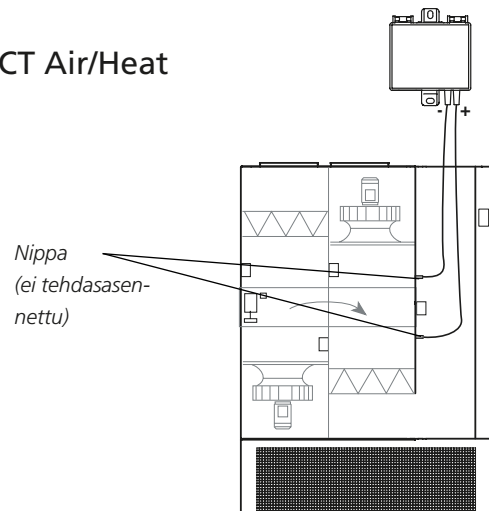 CT Air/Heat
- +
Nippa
(ei tehdasasen-
nettu)